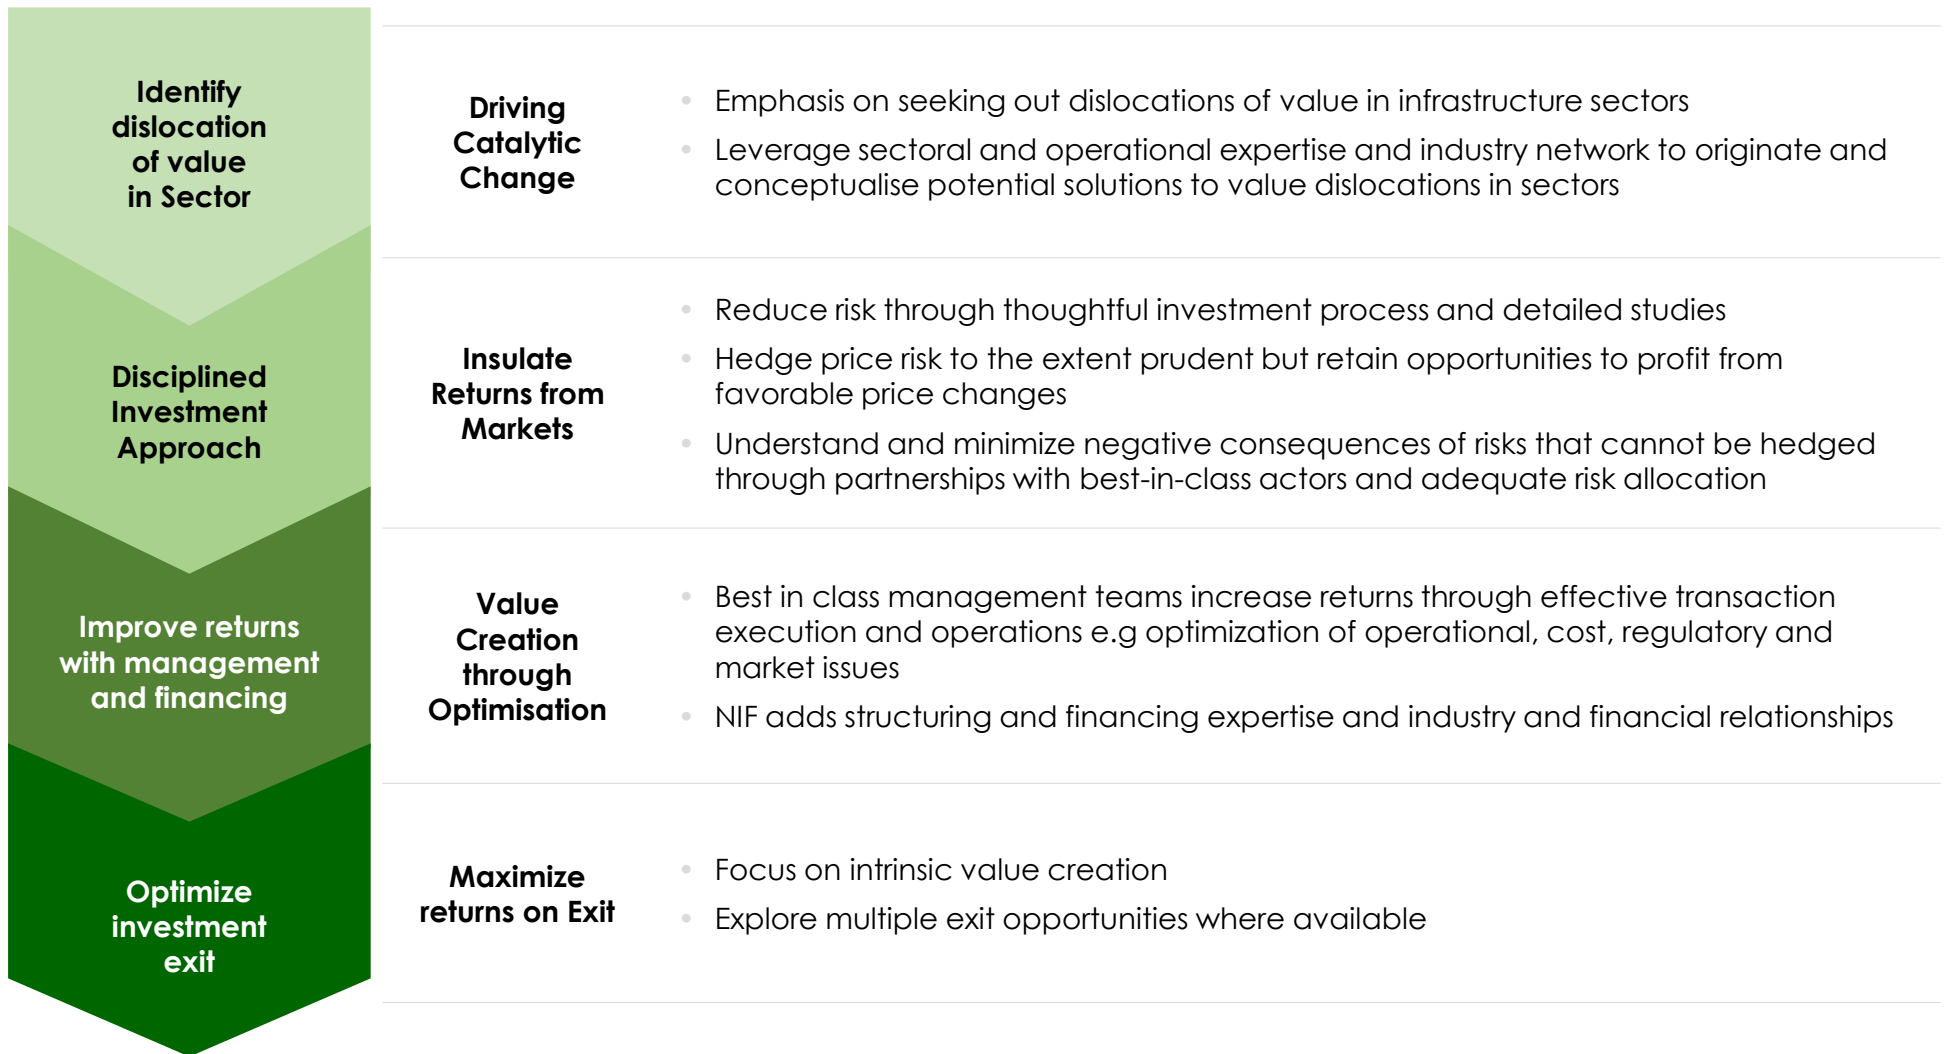 Identify
dislocation
of value
in Sector
Driving
Catalytic
Change
• Emphasis on seeking out dislocations of value in infrastructure sectors
• Leverage sectoral and operational expertise and industry network to originate and
conceptualise potential solutions to value dislocations in sectors
Disciplined
Investment
Approach
Insulate
Returns from
Markets
• Reduce risk through thoughtful investment process and detailed studies
• Hedge price risk to the extent prudent but retain opportunities to profit from
favorable price changes
• Understand and minimize negative consequences of risks that cannot be hedged
through partnerships with best-in-class actors and adequate risk allocation
Improve returns
with management
and financing
Value
Creation
through
Optimisation
• Best in class management teams increase returns through effective transaction
execution and operations e.g optimization of operational, cost, regulatory and
market issues
• NIF adds structuring and financing expertise and industry and financial relationships
Optimize
investment
exit
Maximize
returns on Exit
• Focus on intrinsic value creation
• Explore multiple exit opportunities where available